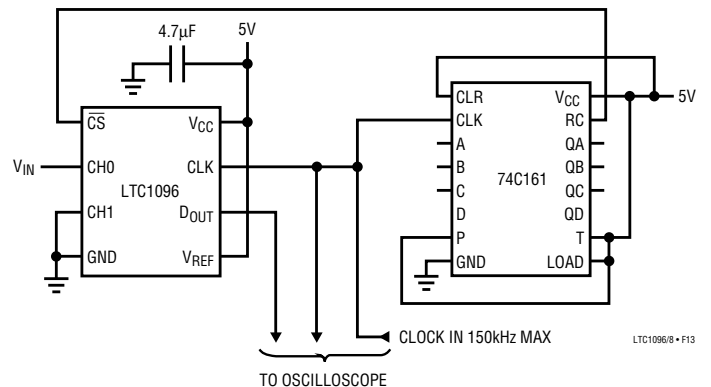 4.7µF
5V
C̅S̅
VCC
VIN
CH0
CLK
LTC1096
CH1
DOUT
GND
VREF
CLR
VCC
5V
CLK
RC
A
QA
B
QB
74C161
C
QC
D
QD
P
T
GND
LOAD
CLOCK IN 150kHz MAX
LTC1096/8 • F13
TO OSCILLOSCOPE